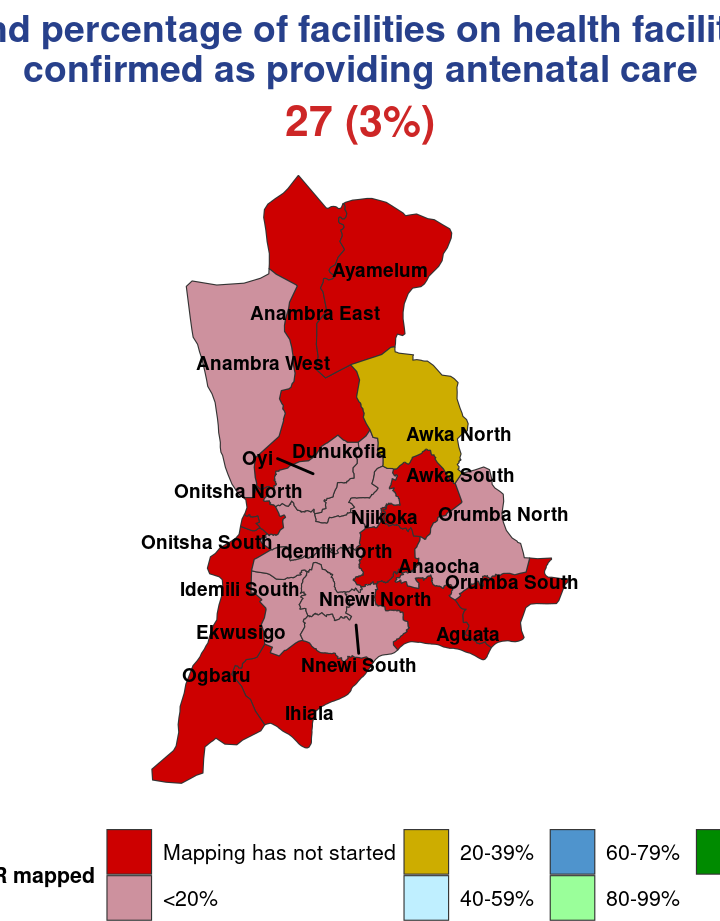 nd percentage of facilities on health facilit
confirmed as providing antenatal care
27 (3%)
Ayamelum
Anambra East
Anambra West
Awka North
Dunukofia
Oyi
Awka South
Onitsha North
Orumba North
Njikoka
Onitsha South
Idemili North
Anaocha
Orumba South
Idemili South
Nnewi North
Ekwusigo
Aguata
Nnewi South
Ogbaru
Ihiala
R mapped
Mapping has not started
<20%
20-39%
40-59%
60-79%
80-99%